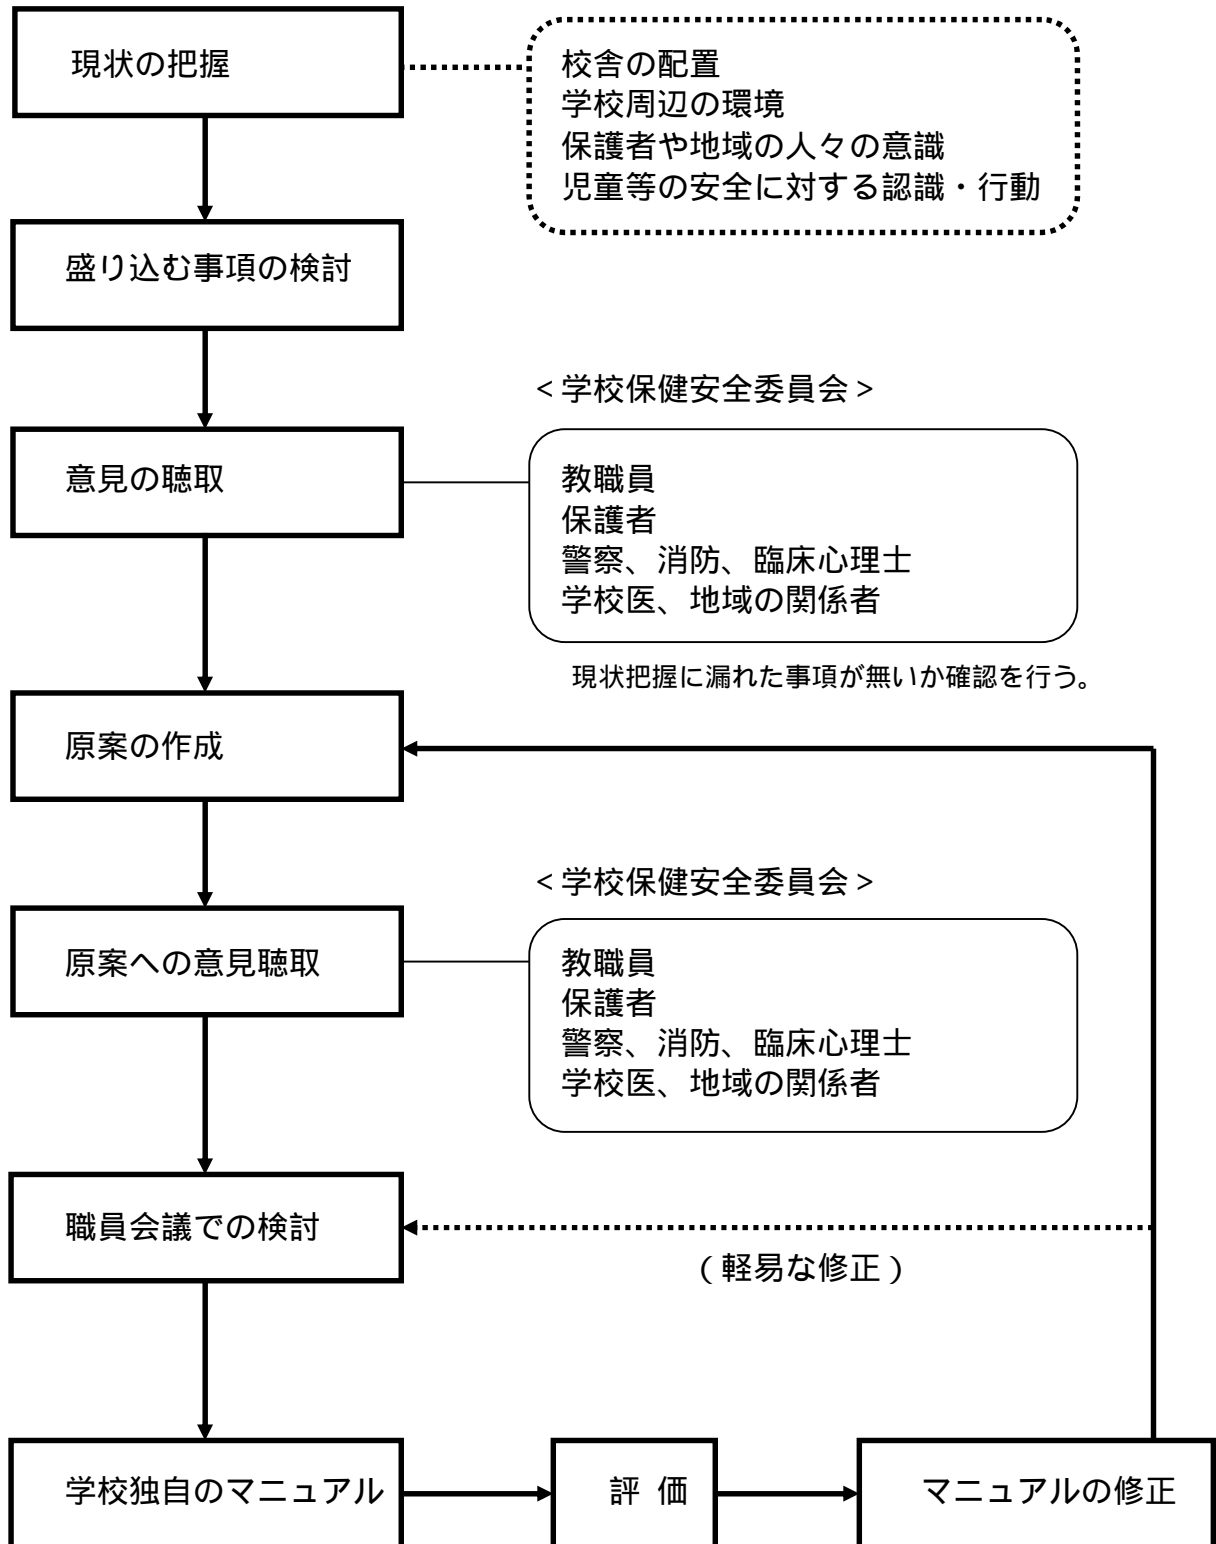 現状の把握
校舎の配置
学校周辺の環境
保護者や地域の人々の意識
児童等の安全に対する認識・行動
盛り込む事項の検討
<学校保健安全委員会>
意見の聴取
教職員
保護者
警察、消防、臨床心理士
学校医、地域の関係者
現状把握に漏れた事項が無いか確認を行う。
原案の作成
<学校保健安全委員会>
原案への意見聴取
教職員
保護者
警察、消防、臨床心理士
学校医、地域の関係者
職員会議での検討
(軽易な修正)
学校独自のマニュアル
評 価
マニュアルの修正